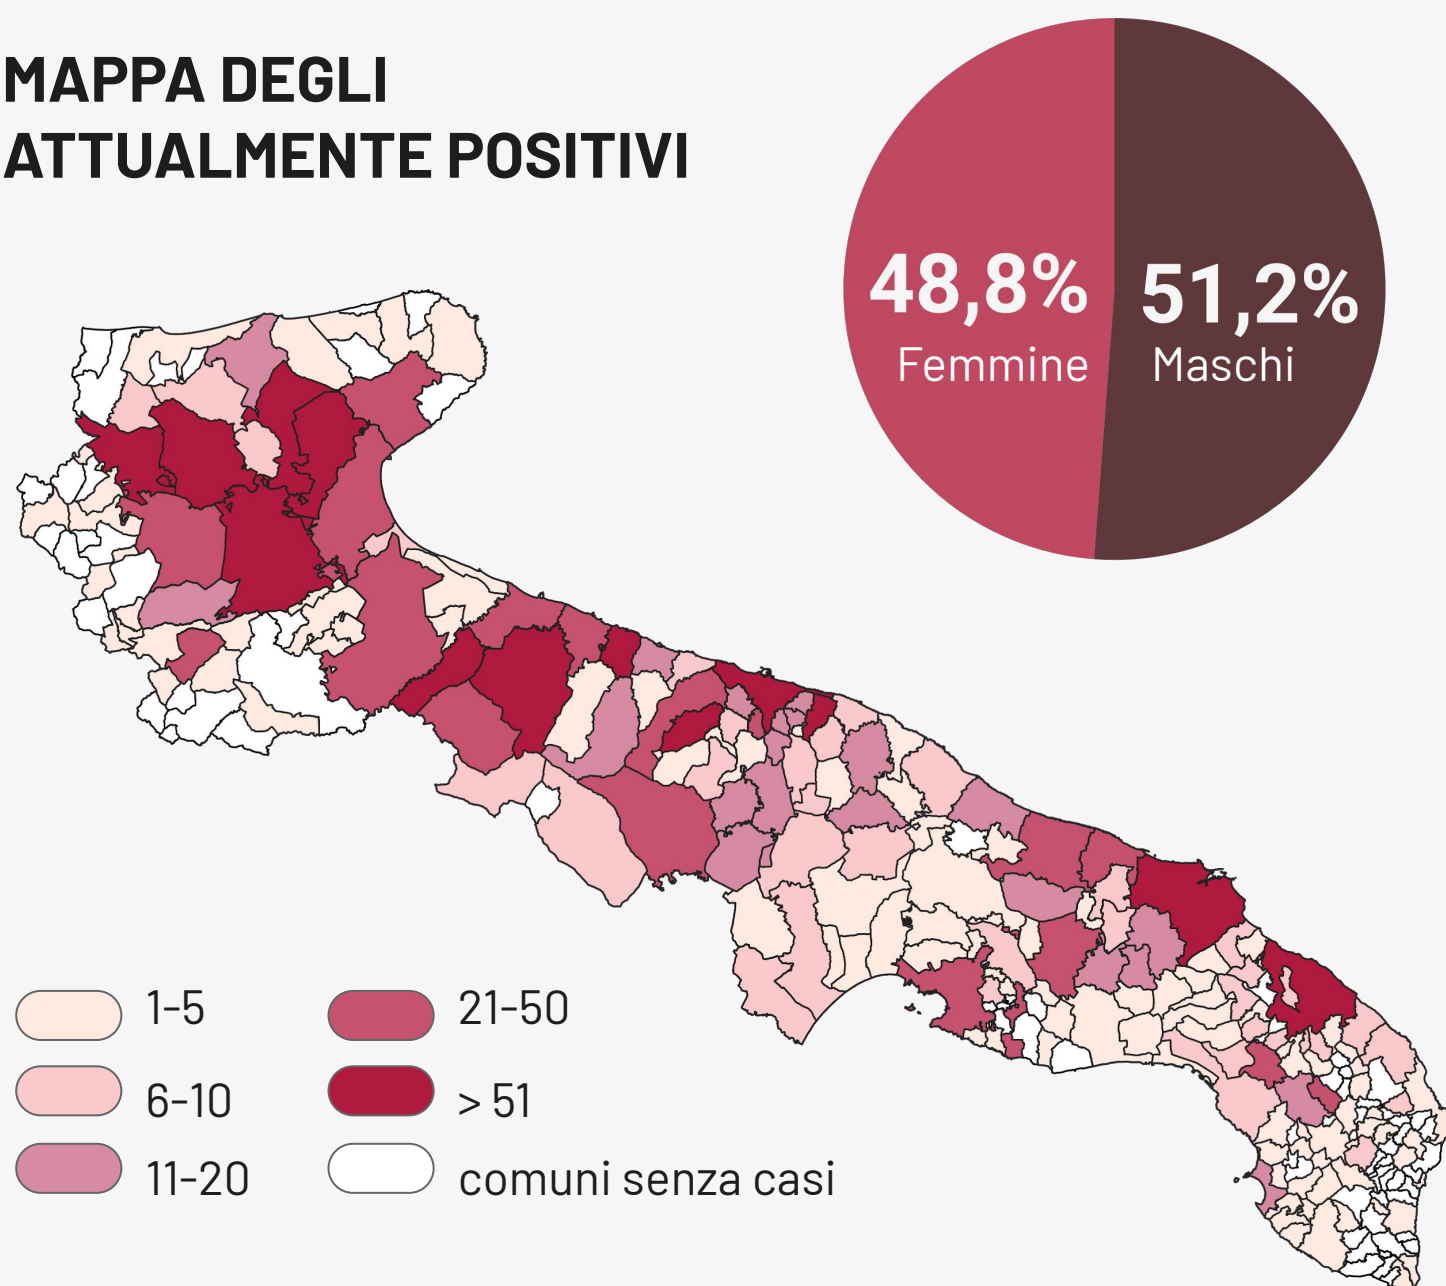 MAPPA DEGLI
ATTUALMENTE POSITIVI
48,8%
Femmine
51,2%
Maschi
1-5
6-10
11-20
21-50
> 51
comuni senza casi